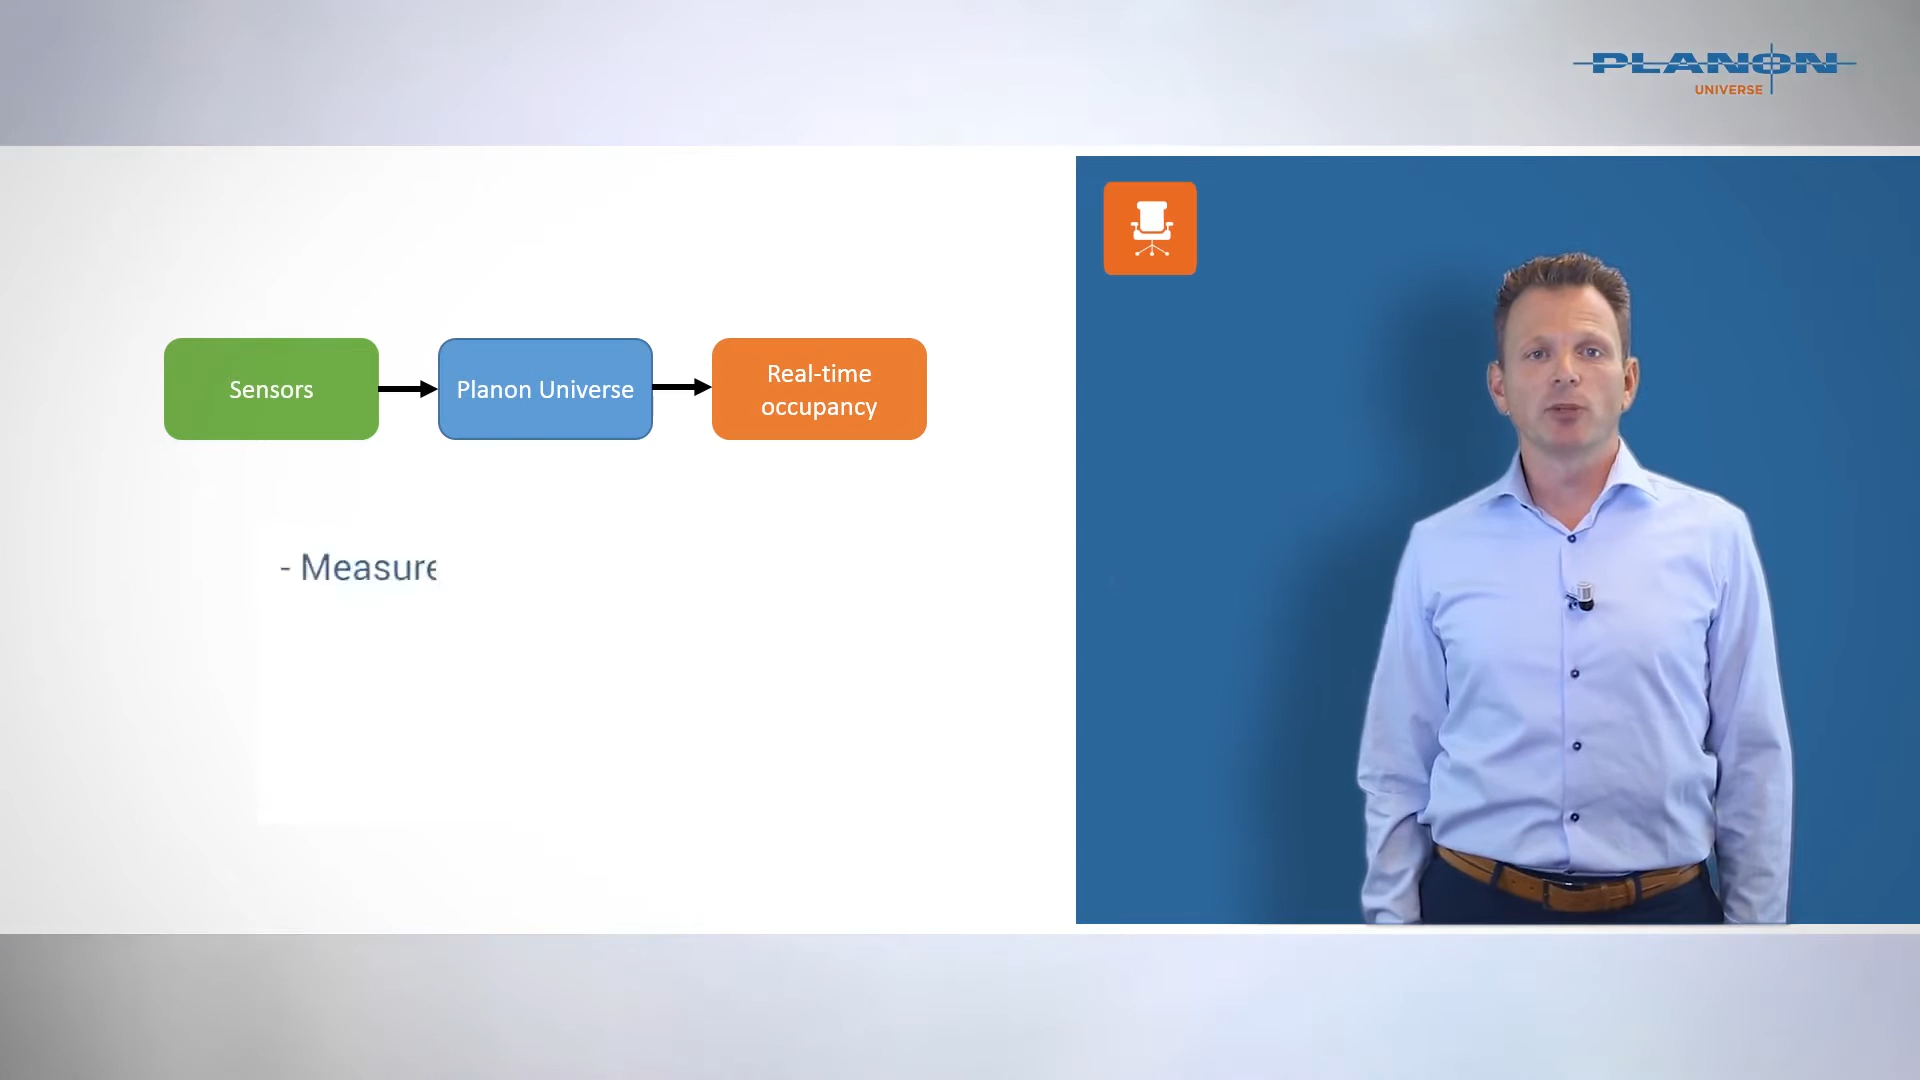 PLANON
UNIVERSE
Sensors
Planon Universe
Real-time
occupancy
- Measure